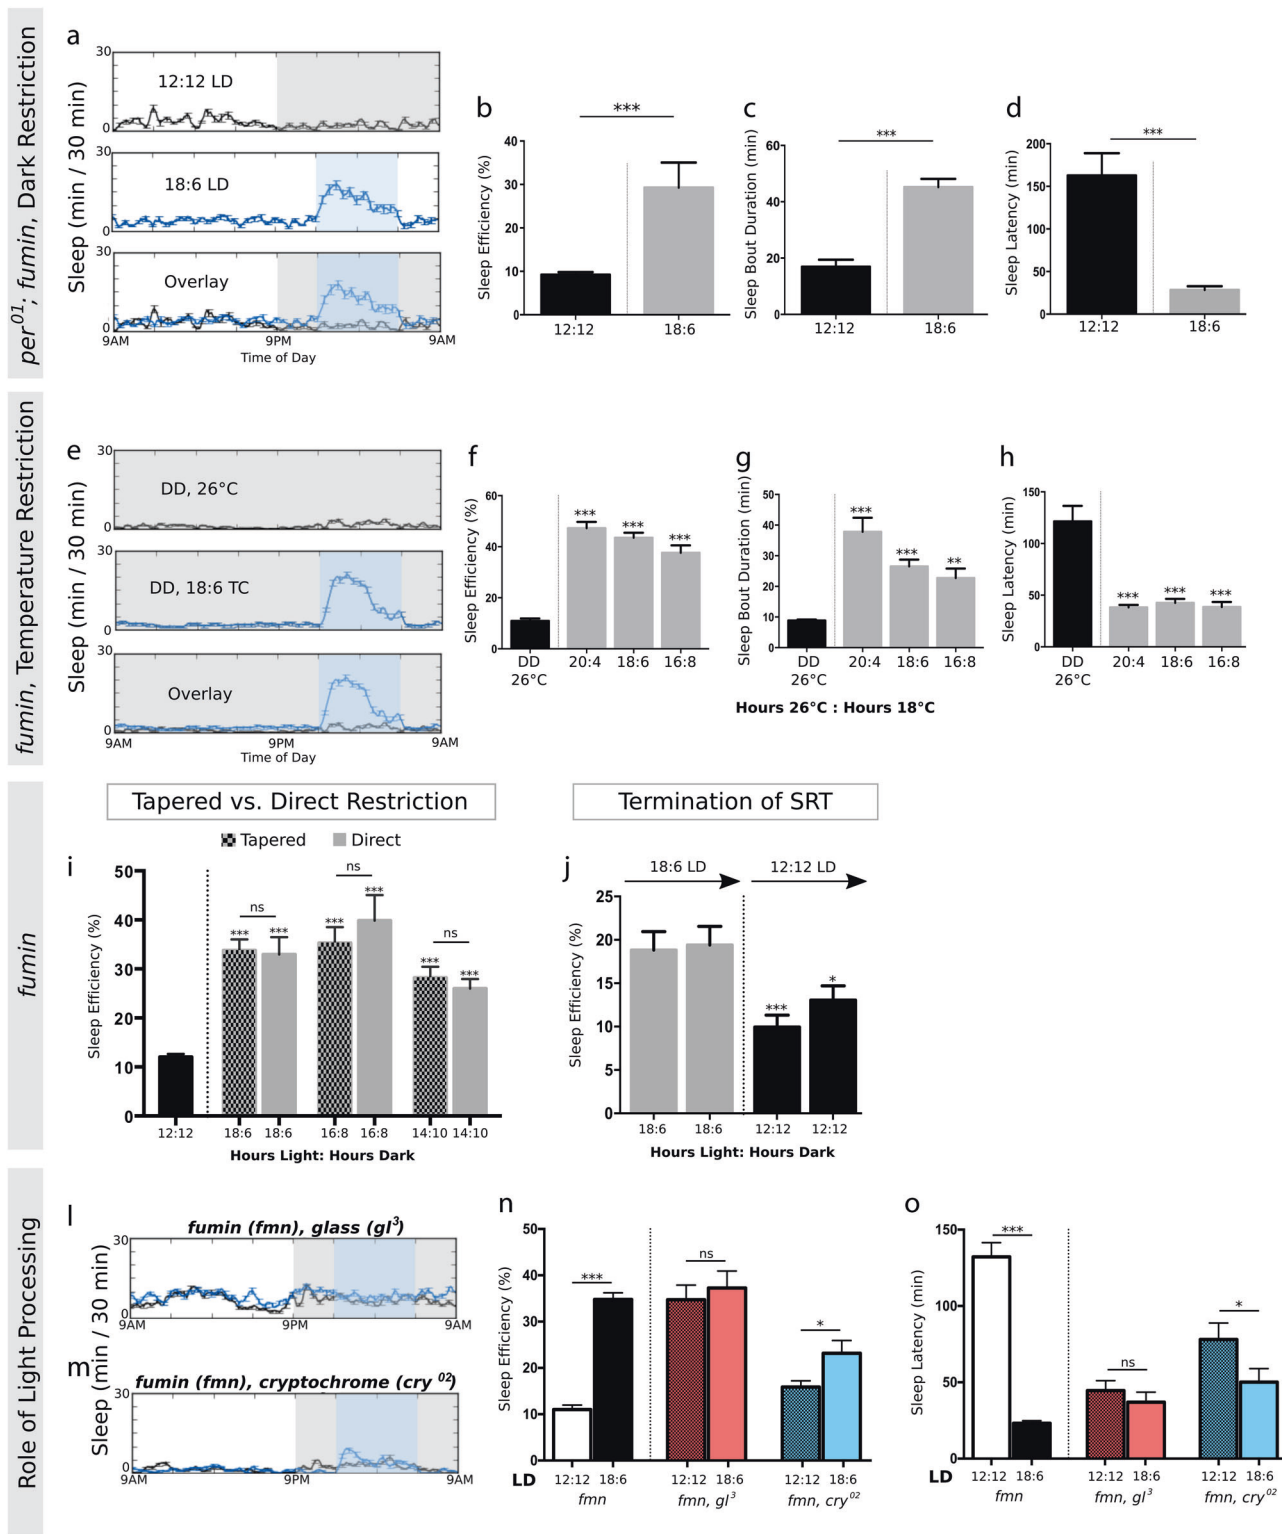 per01; fumin, Dark Restriction
a
Sleep (min / 30 min)
30
12:12 LD
0
30
18:6 LD
0
30
Overlay
0
9AM 9PM 9AM
Time of Day
b
***
Sleep Efficiency (%)
40
30
20
10
0
12:12 18:6
c
***
Sleep Bout Duration (min)
60
40
20
0
12:12 18:6
d
***
Sleep Latency (min)
200
150
100
50
0
12:12 18:6
fumin, Temperature Restriction
e
Sleep (min / 30 min)
30
DD, 26°C
0
30
DD, 18:6 TC
0
30
Overlay
0
9AM 9PM 9AM
Time of Day
f
Sleep Efficiency (%)
60
40
20
0
*** *** ***
DD 20:4 18:6 16:8
26°C
g
Sleep Bout Duration (min)
50
40
30
20
10
0
*** *** **
DD 20:4 18:6 16:8
26°C
h
Sleep Latency (min)
150
100
50
0
*** *** ***
DD 20:4 18:6 16:8
26°C
Hours 26°C : Hours 18°C
fumin
Tapered vs. Direct Restriction
Tapered Direct
i
Sleep Efficiency (%)
50
40
30
20
10
0
ns ns ns
*** *** *** *** *** ***
12:12 18:6 18:6 16:8 16:8 14:10 14:10
Hours Light: Hours Dark
Termination of SRT
j
18:6 LD 12:12 LD
Sleep Efficiency (%)
25
20
15
10
5
0
*** *
18:6 18:6 12:12 12:12
Hours Light: Hours Dark
Role of Light Processing
l
fumin (fmn), glass (gl3)
Sleep (min / 30 min)
30
0
9AM 9PM 9AM
m
fumin (fmn), cryptochrome (cry 02)
30
0
9AM 9PM 9AM
n
Sleep Efficiency (%)
50
40
30
20
10
0
*** ns *
LD 12:12 18:6 12:12 18:6 12:12 18:6
fmn fmn, gl3 fmn, cry02
o
Sleep Latency (min)
150
100
50
0
*** ns *
12:12 18:6 12:12 18:6 12:12 18:6
fmn fmn, gl3 fmn, cry02